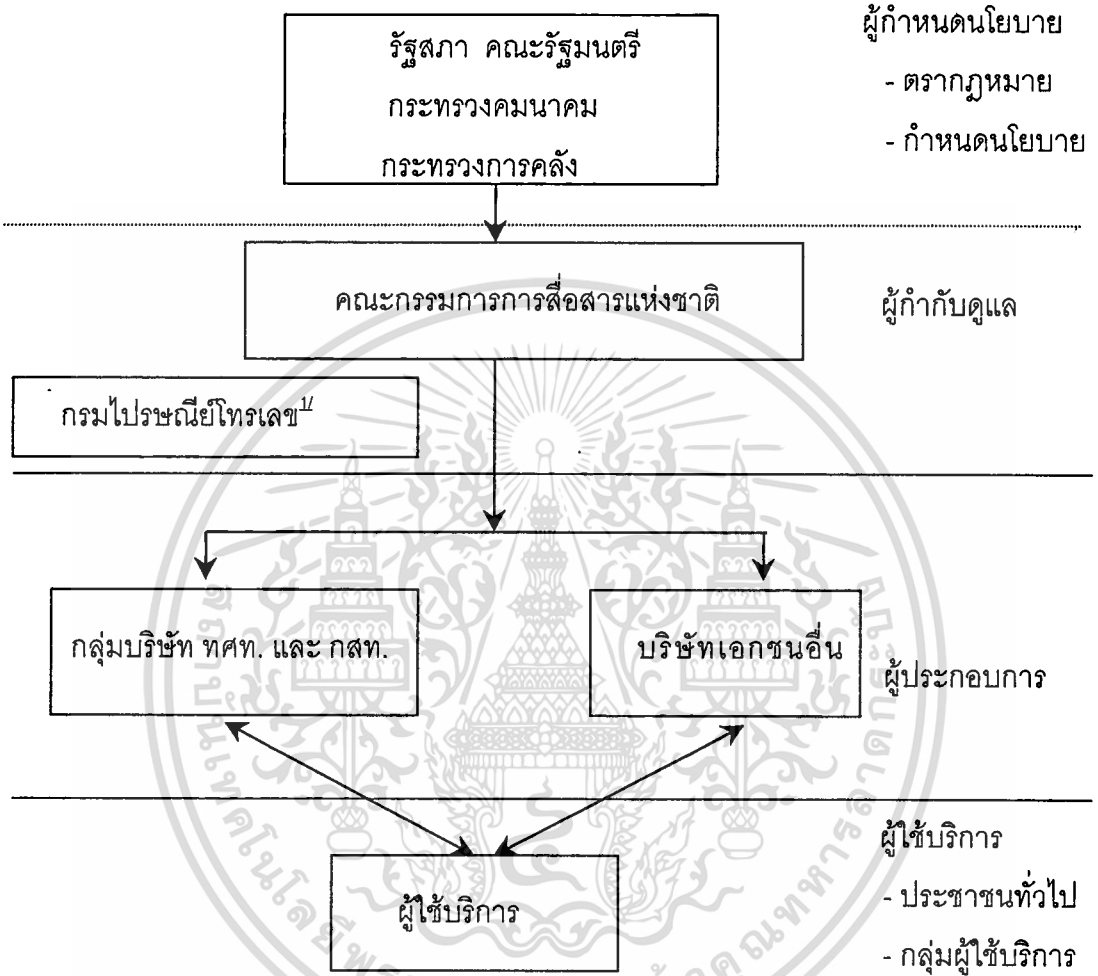 รัฐสภา คณะรัฐมนตรี
กระทรวงคมนาคม
กระทรวงการคลัง
ผู้กำหนดนโยบาย
- ตรากฎหมาย
- กำหนดนโยบาย
คณะกรรมการการสื่อสารแห่งชาติ
ผู้กำกับดูแล
กรมไปรษณีย์โทรเลข1/
กลุ่มบริษัท ทศท. และ กสท.
บริษัทเอกชนอื่น
ผู้ประกอบการ
ผู้ใช้บริการ
ผู้ใช้บริการ
- ประชาชนทั่วไป
- กลุ่มผู้ใช้บริการ